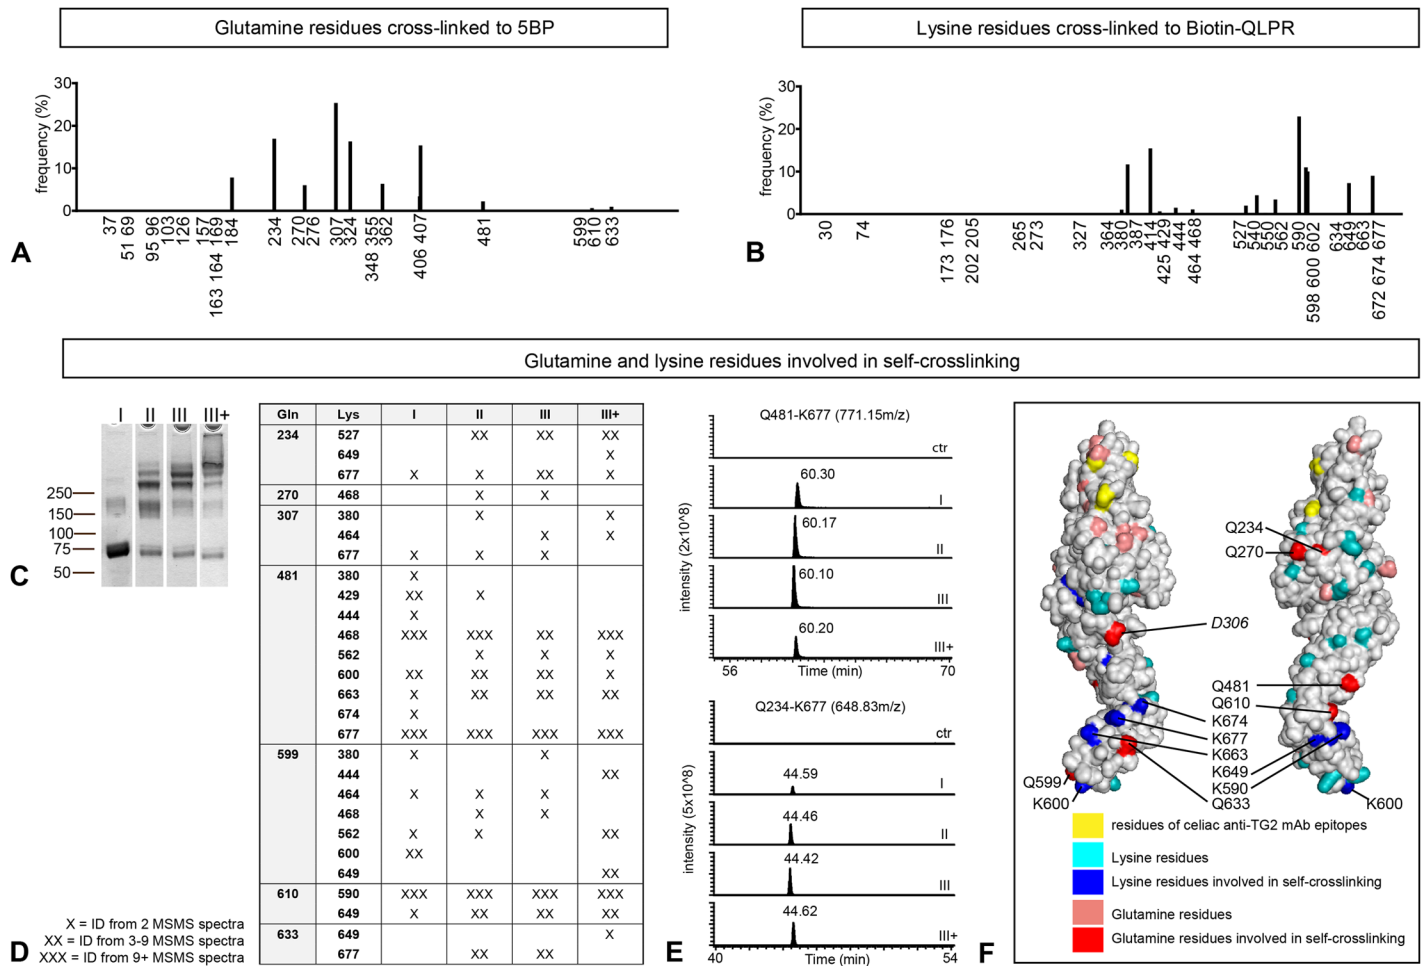 Glutamine residues cross-linked to 5BP
frequency (%)
30
20
10
0
37
51 69
95 96
103
126
157
163 164 169
184
234
270
276
307
324
348 355
362
406 407
481
599
610
633
A
Lysine residues cross-linked to Biotin-QLPR
frequency (%)
30
20
10
0
30
74
173 176
202 205
265
273
327
364
380
387
414
425 429
444
464 468
527
540
550
562
590
598 600 602
634
649
663
672 674 677
B
Glutamine and lysine residues involved in self-crosslinking
I II III III+
250
150
100
75
50
C
Gln Lys I II III III+
234 527 XX XX XX
649 X
677 X X XX X
270 468 X X
307 380 X X
464 X X
677 X X X
481 380 X
429 XX X
444 X
468 XXX XXX XX XXX
562 X X X
600 XX XX XX X
663 X XX XX XX
674 X
677 XXX XXX XXX XXX
599 380 X X
444 XX
464 X X X
468 X X
562 X X XX
600 XX
649 XX
610 590 XXX XXX XXX XXX
649 X XX XX XX
633 649 X
677 XX XX
X = ID from 2 MSMS spectra
XX = ID from 3-9 MSMS spectra
XXX = ID from 9+ MSMS spectra
D
Q481-K677 (771.15m/z)
ctr
60.30
I
60.17
II
60.10
III
60.20
III+
intensity (2x10^8)
56 Time (min) 70
Q234-K677 (648.83m/z)
ctr
44.59
I
44.46
II
44.42
III
44.62
III+
intensity (5x10^8)
40 Time (min) 54
E
Q234
Q270
D306
Q481
Q610
K674
K677
K663
K649
K590
Q633
Q599
K600
K600
residues of celiac anti-TG2 mAb epitopes
Lysine residues
Lysine residues involved in self-crosslinking
Glutamine residues
Glutamine residues involved in self-crosslinking
F